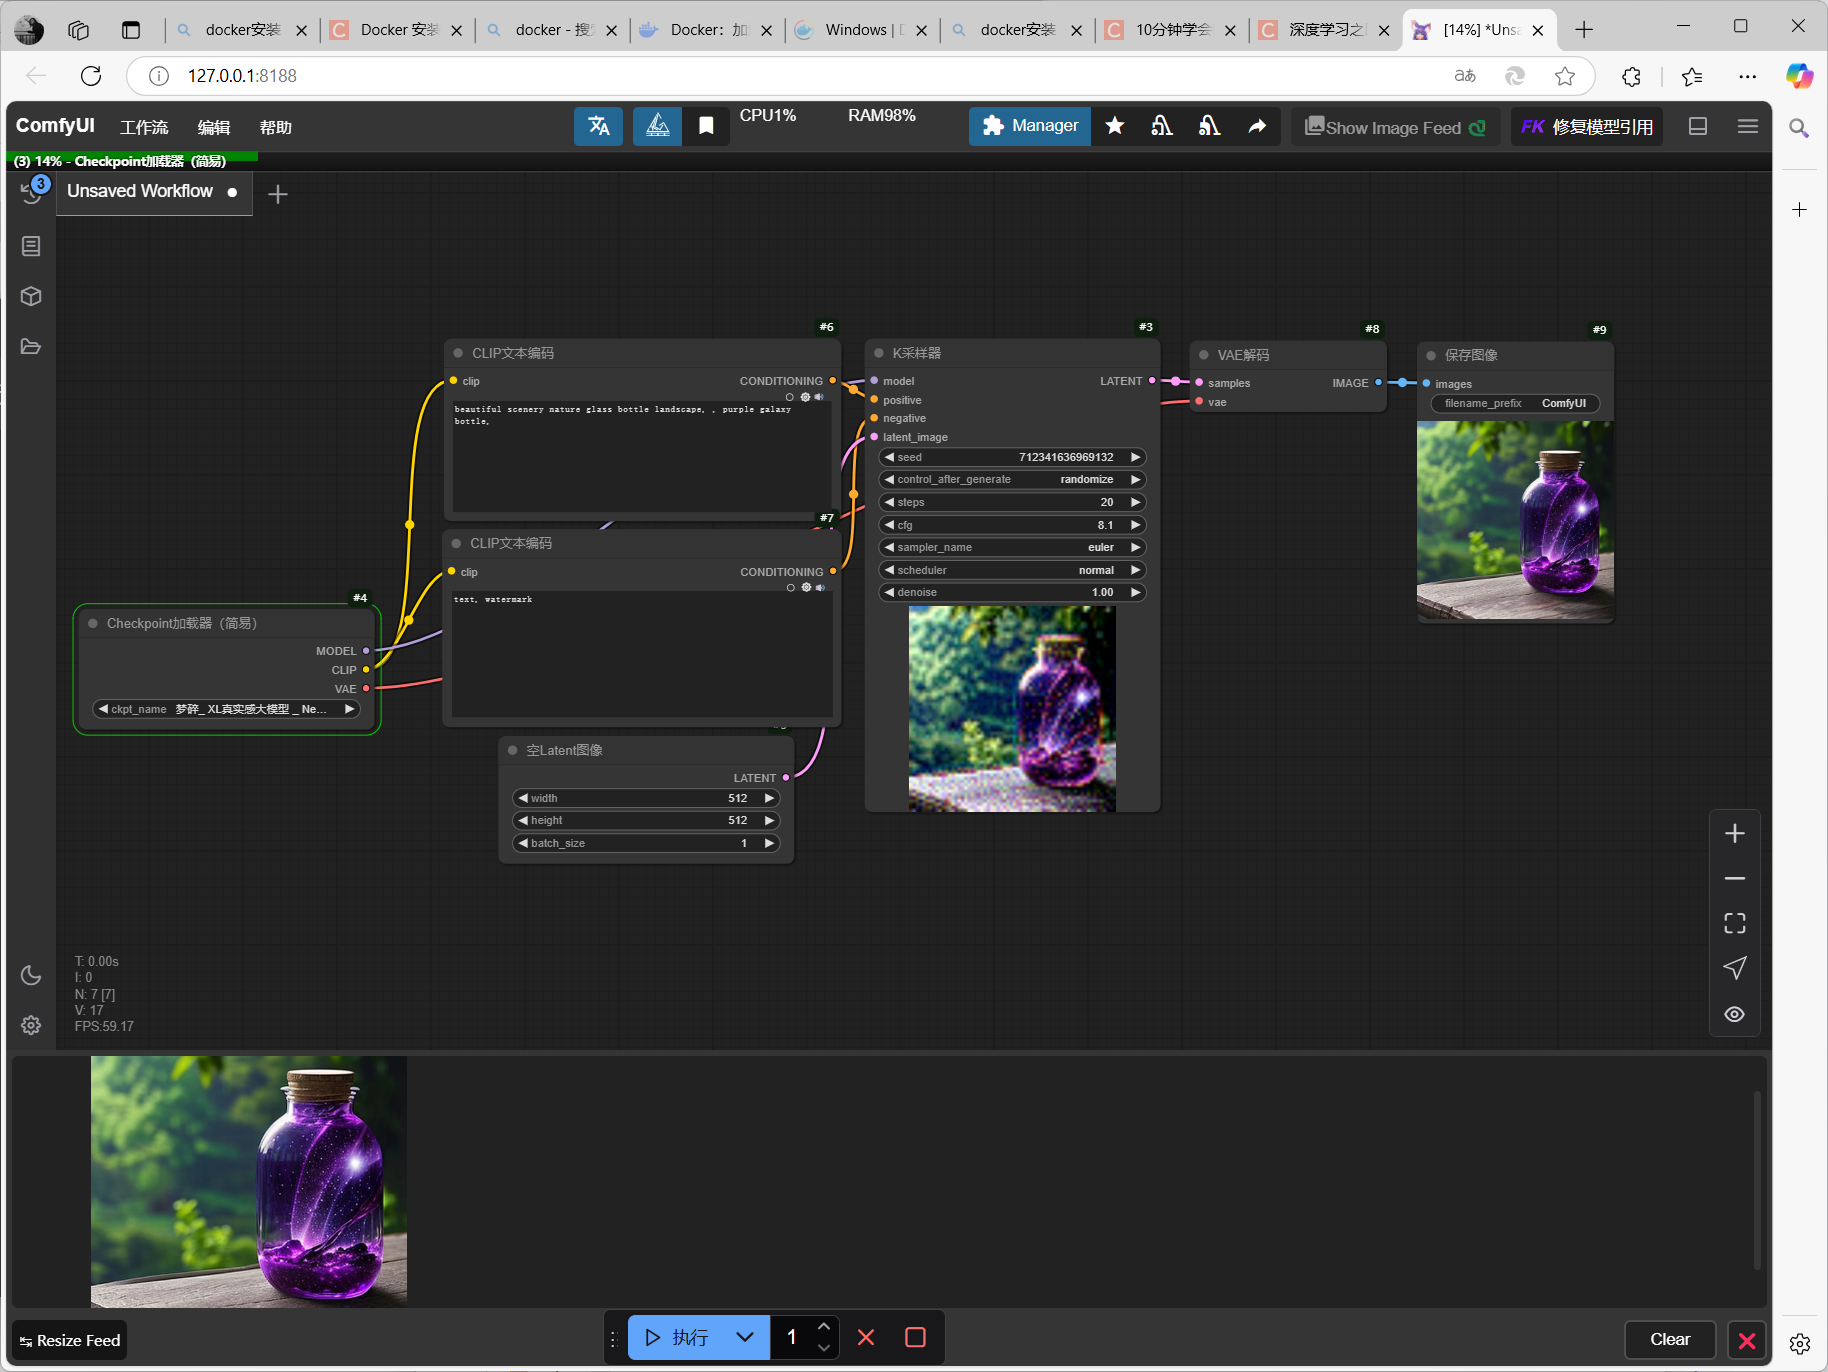 docker安装
Docker 安装
docker - 搜
Docker: 加
Windows |
docker安装
10分钟学会
深度学习之
[14%] *Unsa
127.0.0.1:8188
aあ
ComfyUI
工作流
编辑
帮助
CPU1%
RAM98%
Manager
Show Image Feed
FK 修复模型引用
(3) 14% - Checkpoint加载器（简易）
3
Unsaved Workflow
#6
CLIP文本编码
clip
CONDITIONING
beautiful scenery nature glass bottle landscape, , purple galaxy
bottle,
#7
CLIP文本编码
clip
CONDITIONING
text, watermark
#4
Checkpoint加载器（简易）
MODEL
CLIP
VAE
ckpt_name 梦碎_ XL真实感大模型 _ Ne...
空Latent图像
LATENT
width 512
height 512
batch_size 1
#3
K采样器
model
LATENT
positive
negative
latent_image
seed 712341636969132
control_after_generate randomize
steps 20
cfg 8.1
sampler_name euler
scheduler normal
denoise 1.00
#8
VAE解码
samples
IMAGE
vae
#9
保存图像
images
filename_prefix ComfyUI
T: 0.00s
I: 0
N: 7 [7]
V: 17
FPS:59.17
Resize Feed
执行
1
Clear